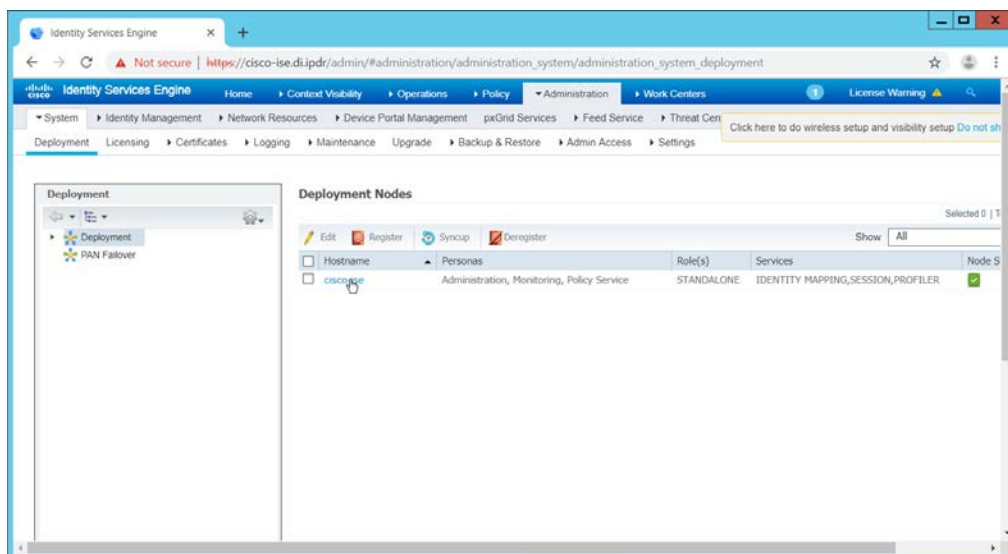 Identity Services Engine
Not secure | https://cisco-ise.di.ipdr/admin/#administration/administration_system/administration_system_deployment
CISCO Identity Services Engine Home Context Visibility Operations Policy Administration Work Centers 1 License Warning
System Identity Management Network Resources Device Portal Management pxGrid Services Feed Service Threat Cen
Click here to do wireless setup and visibility setup Do not sh
Deployment Licensing Certificates Logging Maintenance Upgrade Backup & Restore Admin Access Settings
Deployment
Deployment
PAN Failover
Deployment Nodes
Selected 0 | T
Edit Register Syncup Deregister Show All
Hostname Personas Role(s) Services Node S
cisco-ise Administration, Monitoring, Policy Service STANDALONE IDENTITY MAPPING,SESSION,PROFILER